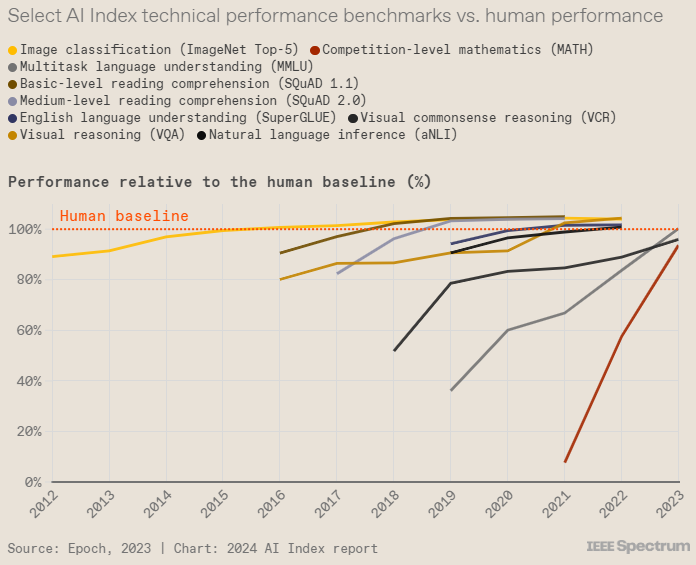 Select AI Index technical performance benchmarks vs. human performance
Image classification (ImageNet Top-5) Competition-level mathematics (MATH)
Multitask language understanding (MMLU)
Basic-level reading comprehension (SQuAD 1.1)
Medium-level reading comprehension (SQuAD 2.0)
English language understanding (SuperGLUE) Visual commonsense reasoning (VCR)
Visual reasoning (VQA) Natural language inference (aNLI)
Performance relative to the human baseline (%)
Human baseline
100%
80%
60%
40%
20%
0%
2012 2013 2014 2015 2016 2017 2018 2019 2020 2021 2022 2023
Source: Epoch, 2023 | Chart: 2024 AI Index report
IEEE Spectrum